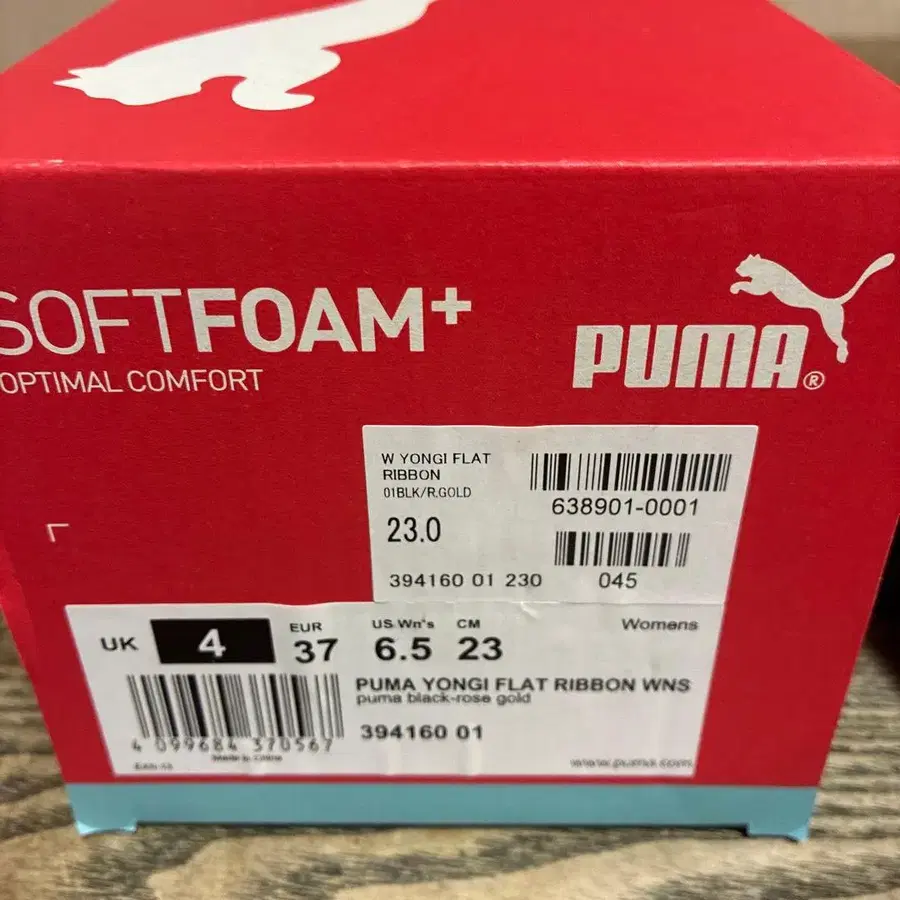 SOFTFOAM+
OPTIMAL COMFORT
PUMA®
W YONGI FLAT
RIBBON
01BLK/R.GOLD
23.0
394160 01 230
638901-0001
045
UK 4
EUR 37
US Wn's 6.5
CM 23
Womens
PUMA YONGI FLAT RIBBON WNS
puma black-rose gold
394160 01
4 099684 370567
Made in China
EAN-13
www.puma.com